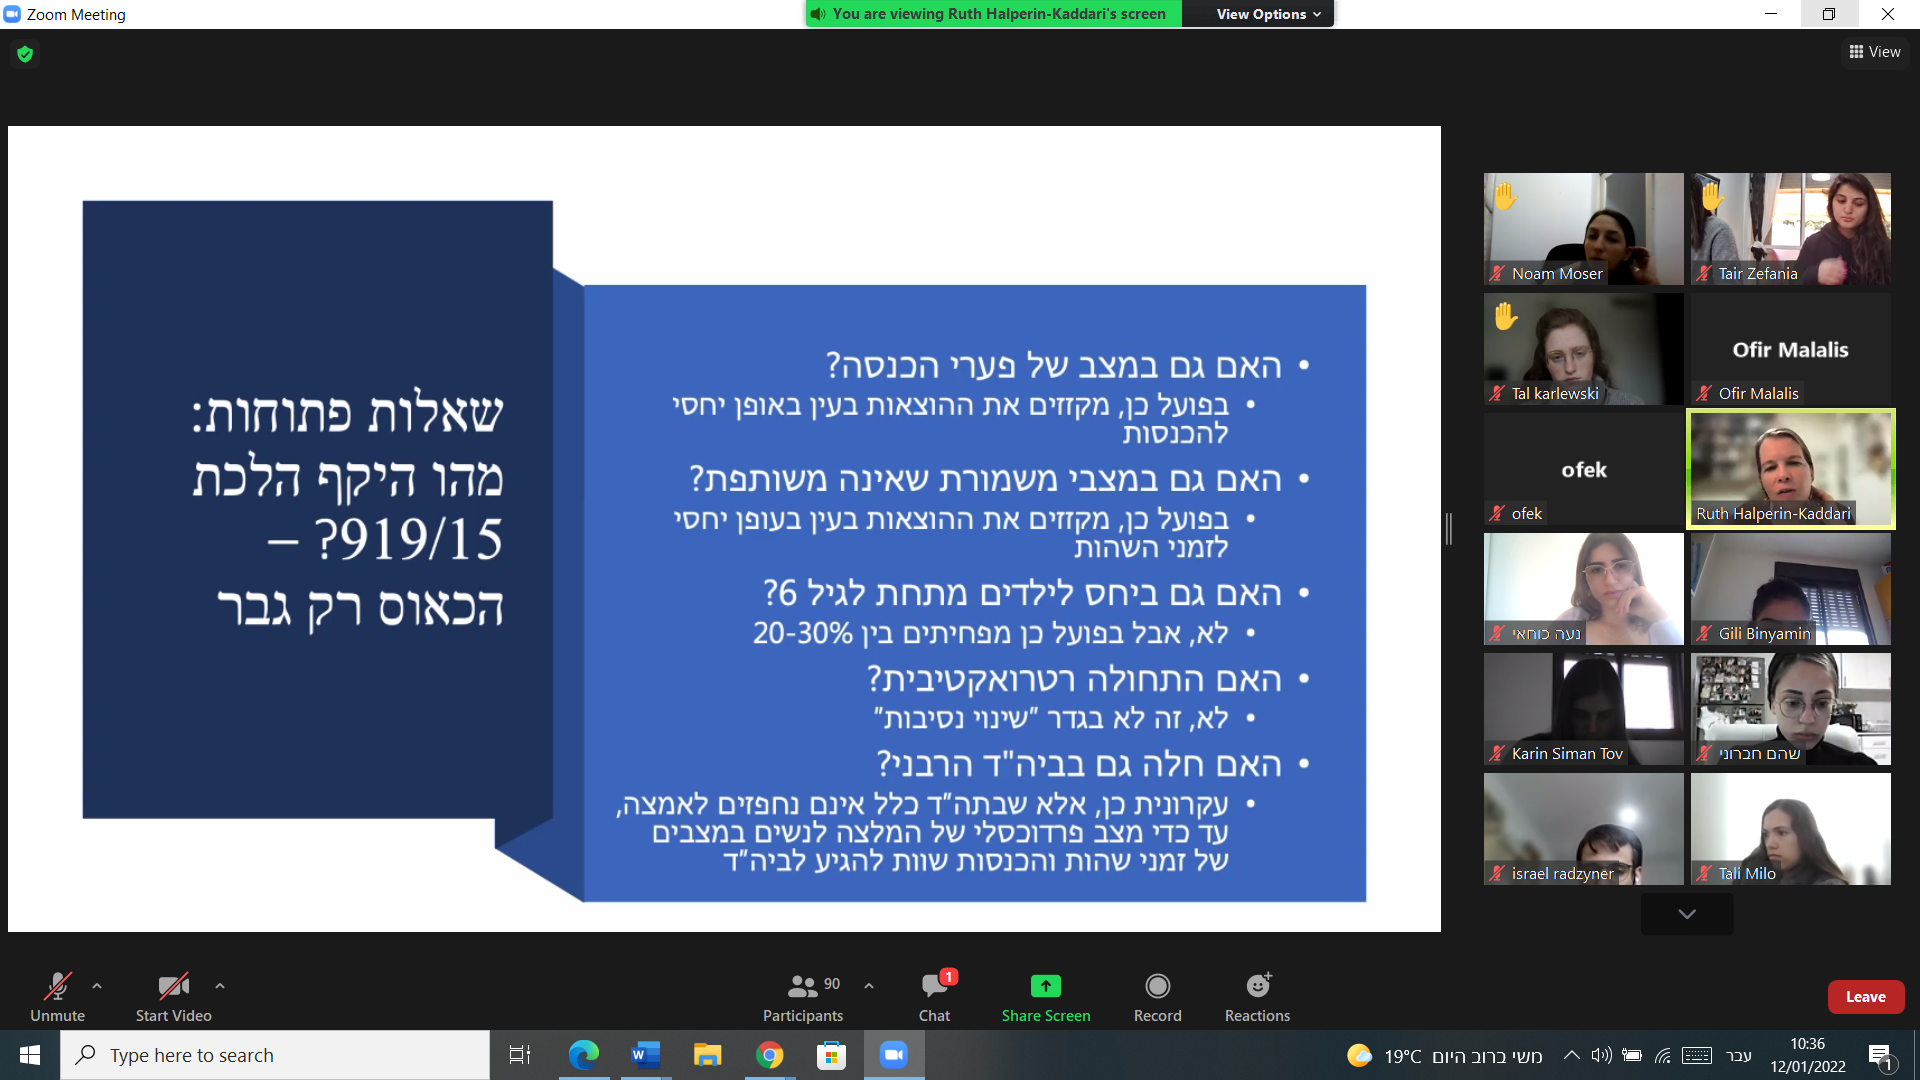 Zoom Meeting
You are viewing Ruth Halperin-Kaddari's screen
View Options
View
שאלות פתוחות:
מהו היקף הלכת
919/15? –
הכאוס רק גבר
• האם גם במצב של פערי הכנסה?
• בפועל כן, מקזזים את ההוצאות בעין באופן יחסי
להכנסות
• האם גם במצבי משמורת שאינה משותפת?
• בפועל כן, מקזזים את ההוצאות בעין בעופן יחסי
לזמני השהות
• האם גם ביחס לילדים מתחת לגיל 6?
• לא, אבל בפועל כן מפחיתים בין 20-30%
• האם התחולה רטרואקטיבית?
• לא, זה לא בגדר "שינוי נסיבות"
• האם חלה גם בביה"ד הרבני?
• עקרונית כן, אלא שבתה"ד כלל אינם נחפזים לאמצה,
עד כדי מצב פרדוכסלי של המלצה לנשים במצבים
של זמני שהות והכנסות שוות להגיע לביה"ד
Noam Moser
Tair Zefania
Tal karlewski
Ofir Malalis
Ofir Malalis
ofek
ofek
Ruth Halperin-Kaddari
נעה כוחאי
Gili Binyamin
Karin Siman Tov
שהם חברוני
israel radzyner
Tali Milo
Unmute
Start Video
Participants
90
Chat
1
Share Screen
Record
Reactions
Leave
Type here to search
19°C משי ברוב היום
עבר
10:36
12/01/2022
1